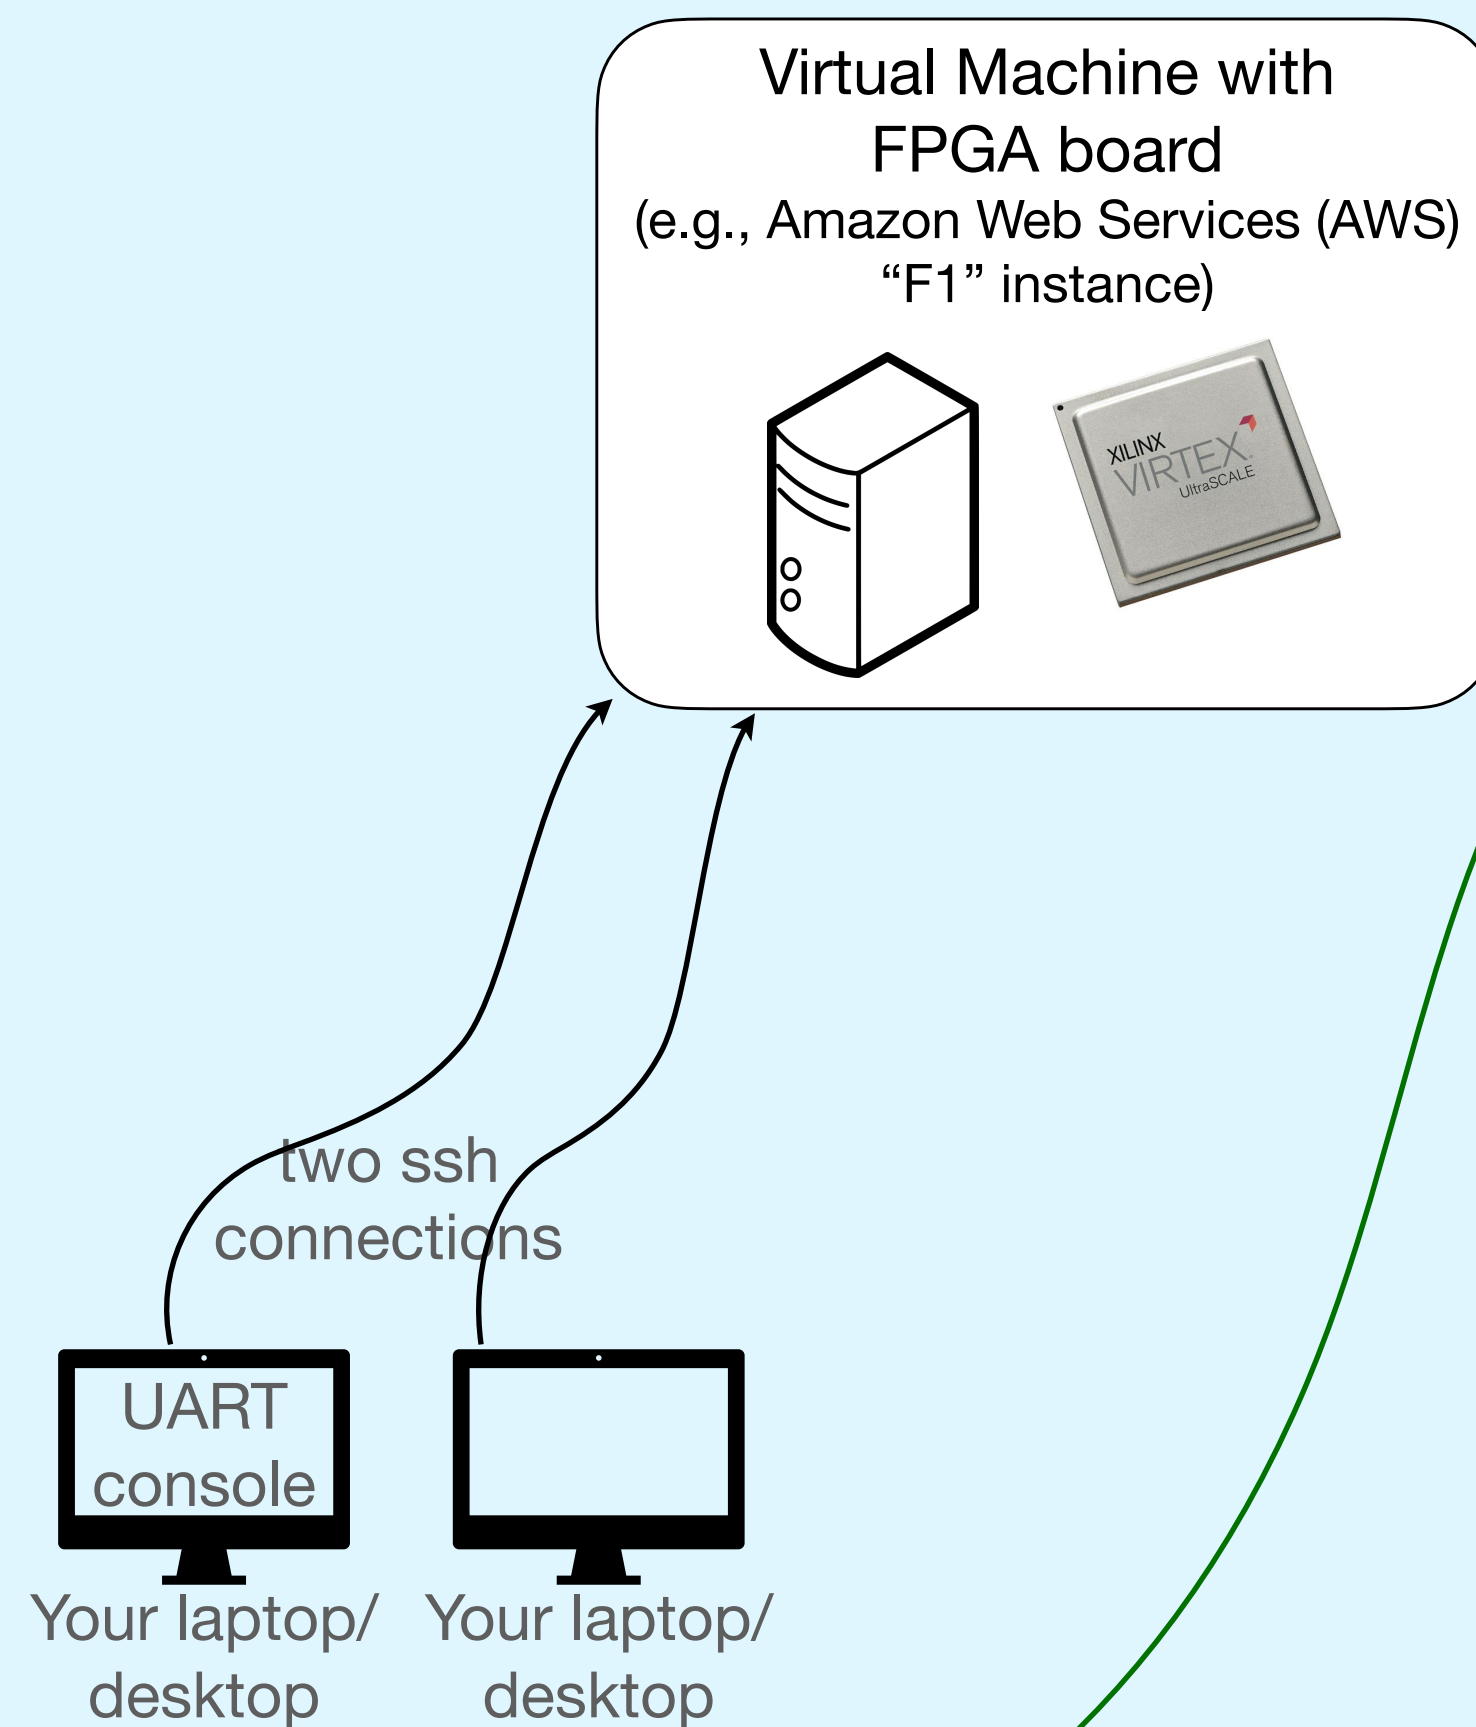 Virtual Machine with
FPGA board
(e.g., Amazon Web Services (AWS)
“F1” instance)
XILINX
VIRTEX
UltraSCALE
two ssh
connections
UART
console
Your laptop/
desktop
Your laptop/
desktop